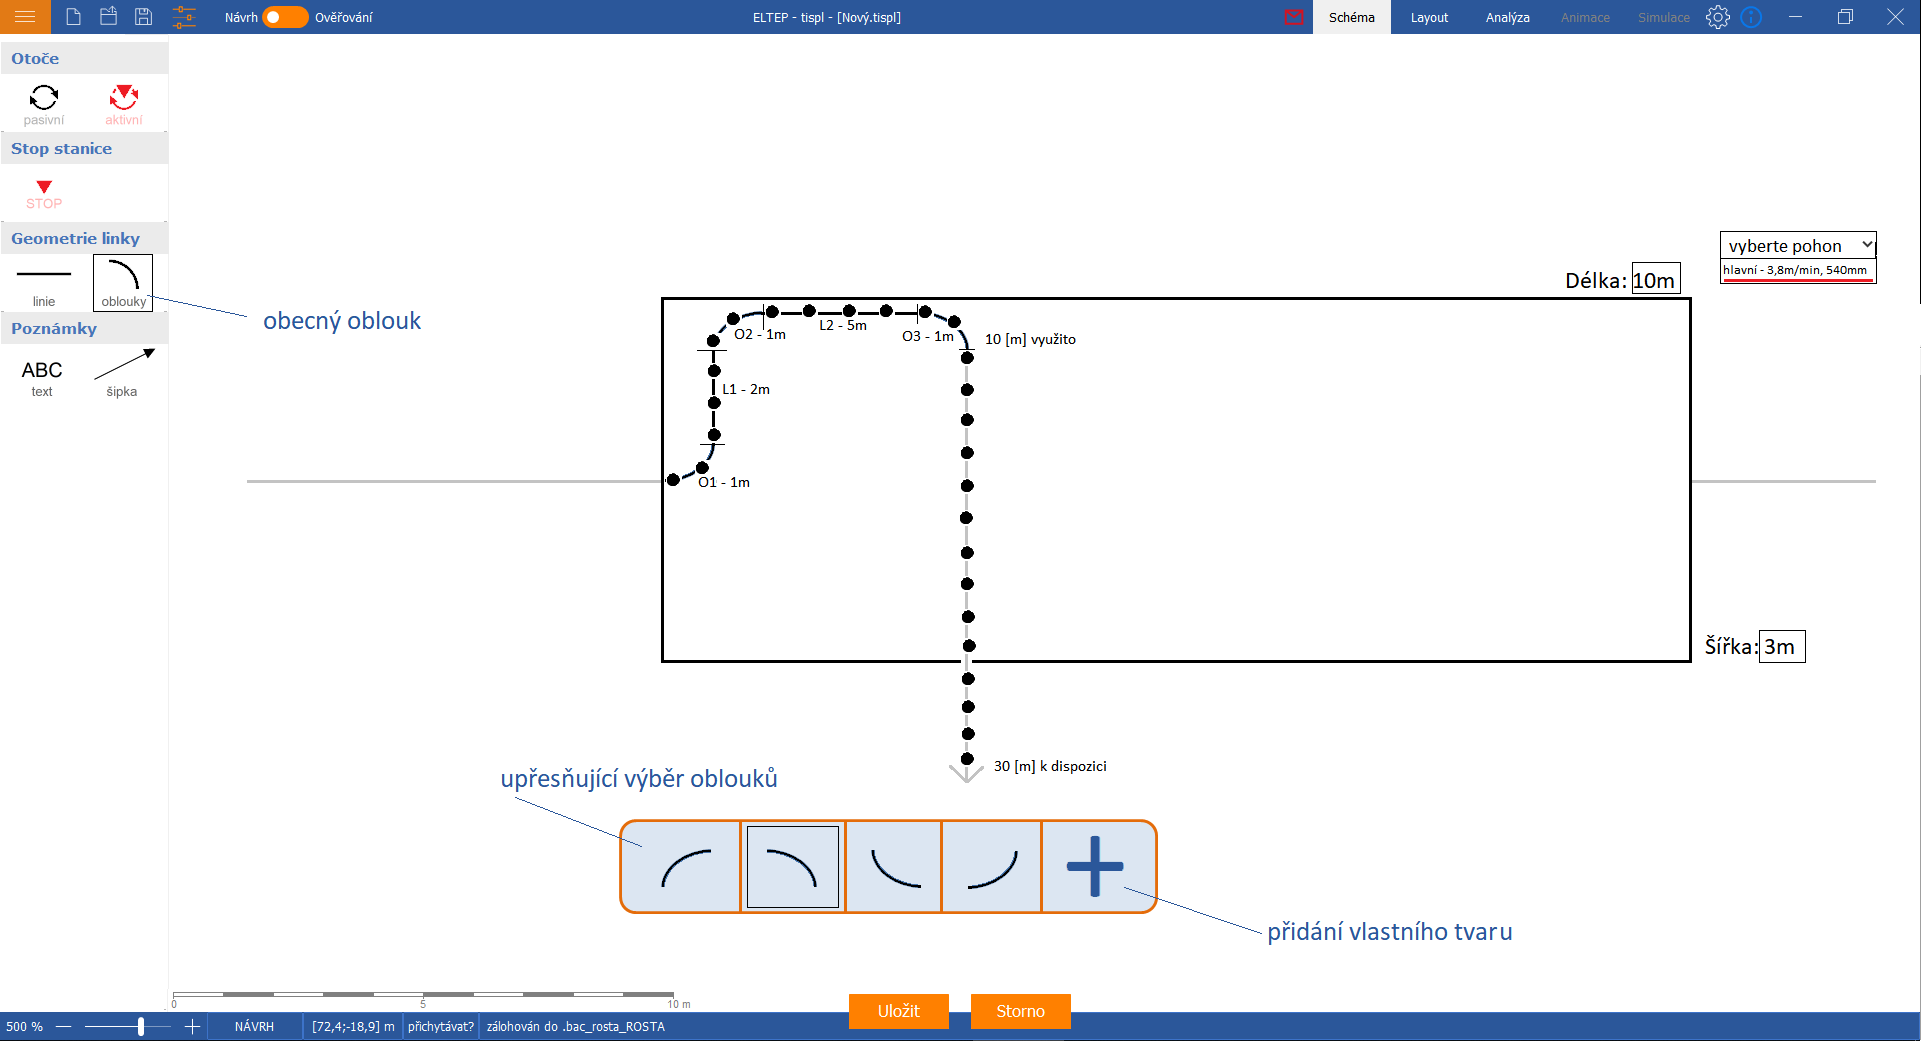 Návrh
Ověřování
ELTEP - tispl - [Nový.tispl]
Schéma
Layout
Analýza
Animace
Simulace
Otoče
pasivní
aktivní
Stop stanice
STOP
Geometrie linky
linie
oblouky
obecný oblouk
Poznámky
ABC
text
šipka
vyberte pohon
hlavní - 3,8m/min, 540mm
Délka: 10m
O2 - 1m
L2 - 5m
O3 - 1m
10 [m] využito
L1 - 2m
O1 - 1m
Šířka: 3m
30 [m] k dispozici
upřesňující výběr oblouků
přidání vlastního tvaru
0
5
10 m
Uložit
Storno
500 %
NÁVRH
[72,4;-18,9] m
přichytávat?
zálohován do .bac_rosta_ROSTA